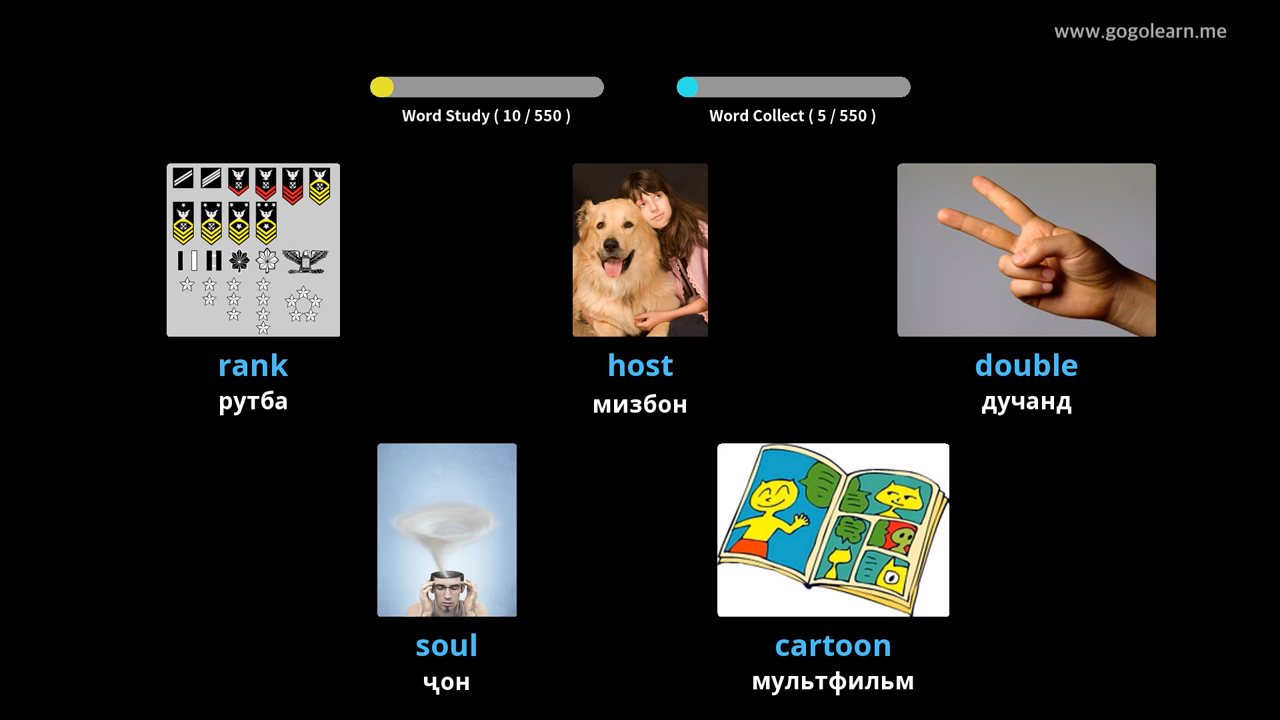 www.gogolearn.me
Word Study ( 10 / 550 )
Word Collect ( 5 / 550 )
rank
рутба
host
мизбон
double
дучанд
soul
ҷон
cartoon
мультфильм